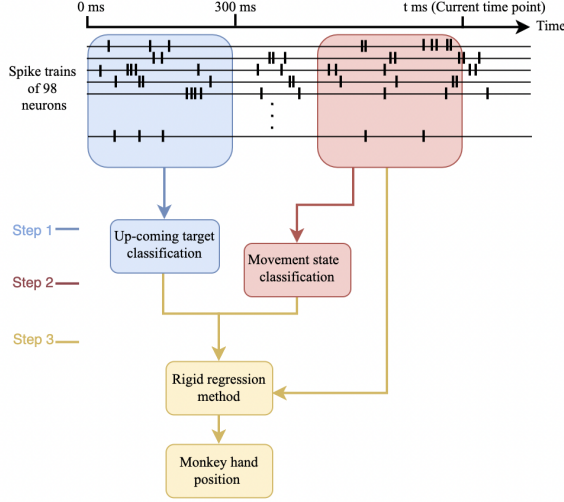 0 ms
300 ms
t ms (Current time point)
Time
Spike trains
of 98
neurons
Step 1
Up-coming target
classification
Step 2
Movement state
classification
Step 3
Rigid regression
method
Monkey hand
position